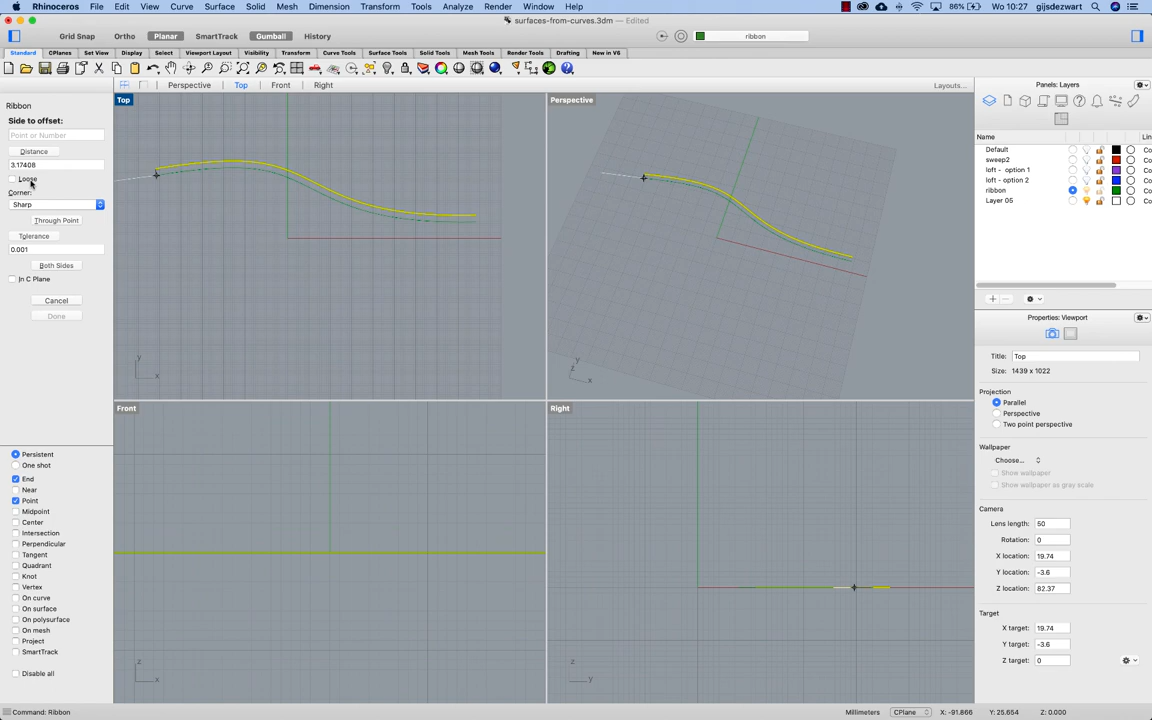 Rhinoceros File Edit View Curve Surface Solid Mesh Dimension Transform Tools Analyze Render Window Help 86% Wo 10:27 gijsdezwart
surfaces-from-curves.3dm — Edited
Grid Snap Ortho Planar SmartTrack Gumball History ribbon
Standard CPlanes Set View Display Select Viewport Layout Visibility Transform Curve Tools Surface Tools Solid Tools Mesh Tools Render Tools Drafting New in V6
Perspective Top Front Right Layouts...
Panels: Layers
Name Lin
Default Co
sweep2 Co
loft - option 1 Co
loft - option 2 Co
ribbon Co
Layer 05 Co
Properties: Viewport
Title: Top
Size: 1439 x 1022
Projection
Parallel
Perspective
Two point perspective
Wallpaper
Choose...
Show wallpaper
Show wallpaper as gray scale
Camera
Lens length: 50
Rotation: 0
X location: 19.74
Y location: -3.6
Z location: 82.37
Target
X target: 19.74
Y target: -3.6
Z target: 0
Ribbon
Side to offset:
Point or Number
Distance
3.17408
Loose
Corner:
Sharp
Through Point
Tolerance
0.001
Both Sides
In C Plane
Cancel
Done
Persistent
One shot
End
Near
Point
Midpoint
Center
Intersection
Perpendicular
Tangent
Quadrant
Knot
Vertex
On curve
On surface
On polysurface
On mesh
Project
SmartTrack
Disable all
Top
y
x
Perspective
y
z
x
Front
z
x
Right
z
y
Command: Ribbon Millimeters CPlane X: -91.866 Y: 25.654 Z: 0.000